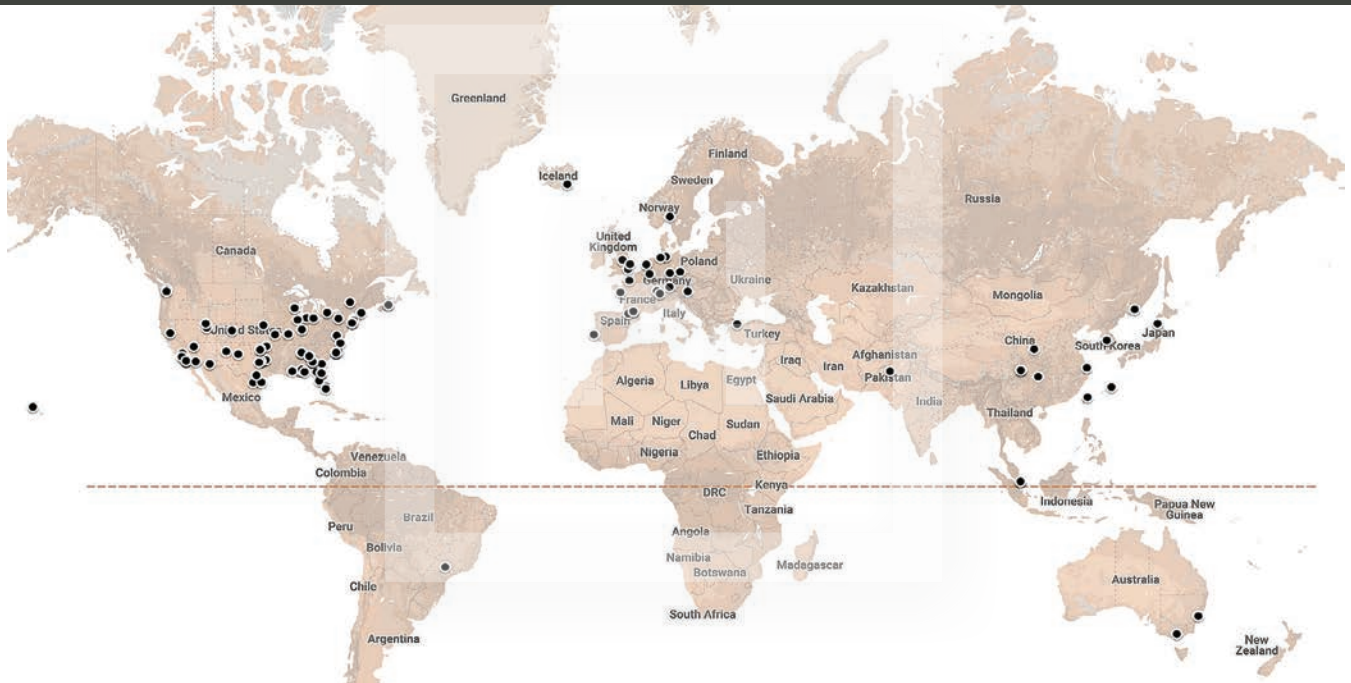 Greenland
Finland
Iceland
Sweden
Norway
Russia
United
Kingdom
Canada
Poland
Ukraine
Germany
Kazakhstan
Mongolia
France
United States
Spain
Italy
Turkey
China
South Korea
Japan
Afghanistan
Iraq
Iran
Pakistan
Algeria
Libya
Egypt
Mexico
Saudi Arabia
India
Mali
Niger
Chad
Sudan
Thailand
Nigeria
Ethiopia
Venezuela
Colombia
Kenya
DRC
Indonesia
Papua New
Guinea
Tanzania
Brazil
Peru
Angola
Bolivia
Namibia
Botswana
Madagascar
Australia
Chile
South Africa
Argentina
New
Zealand